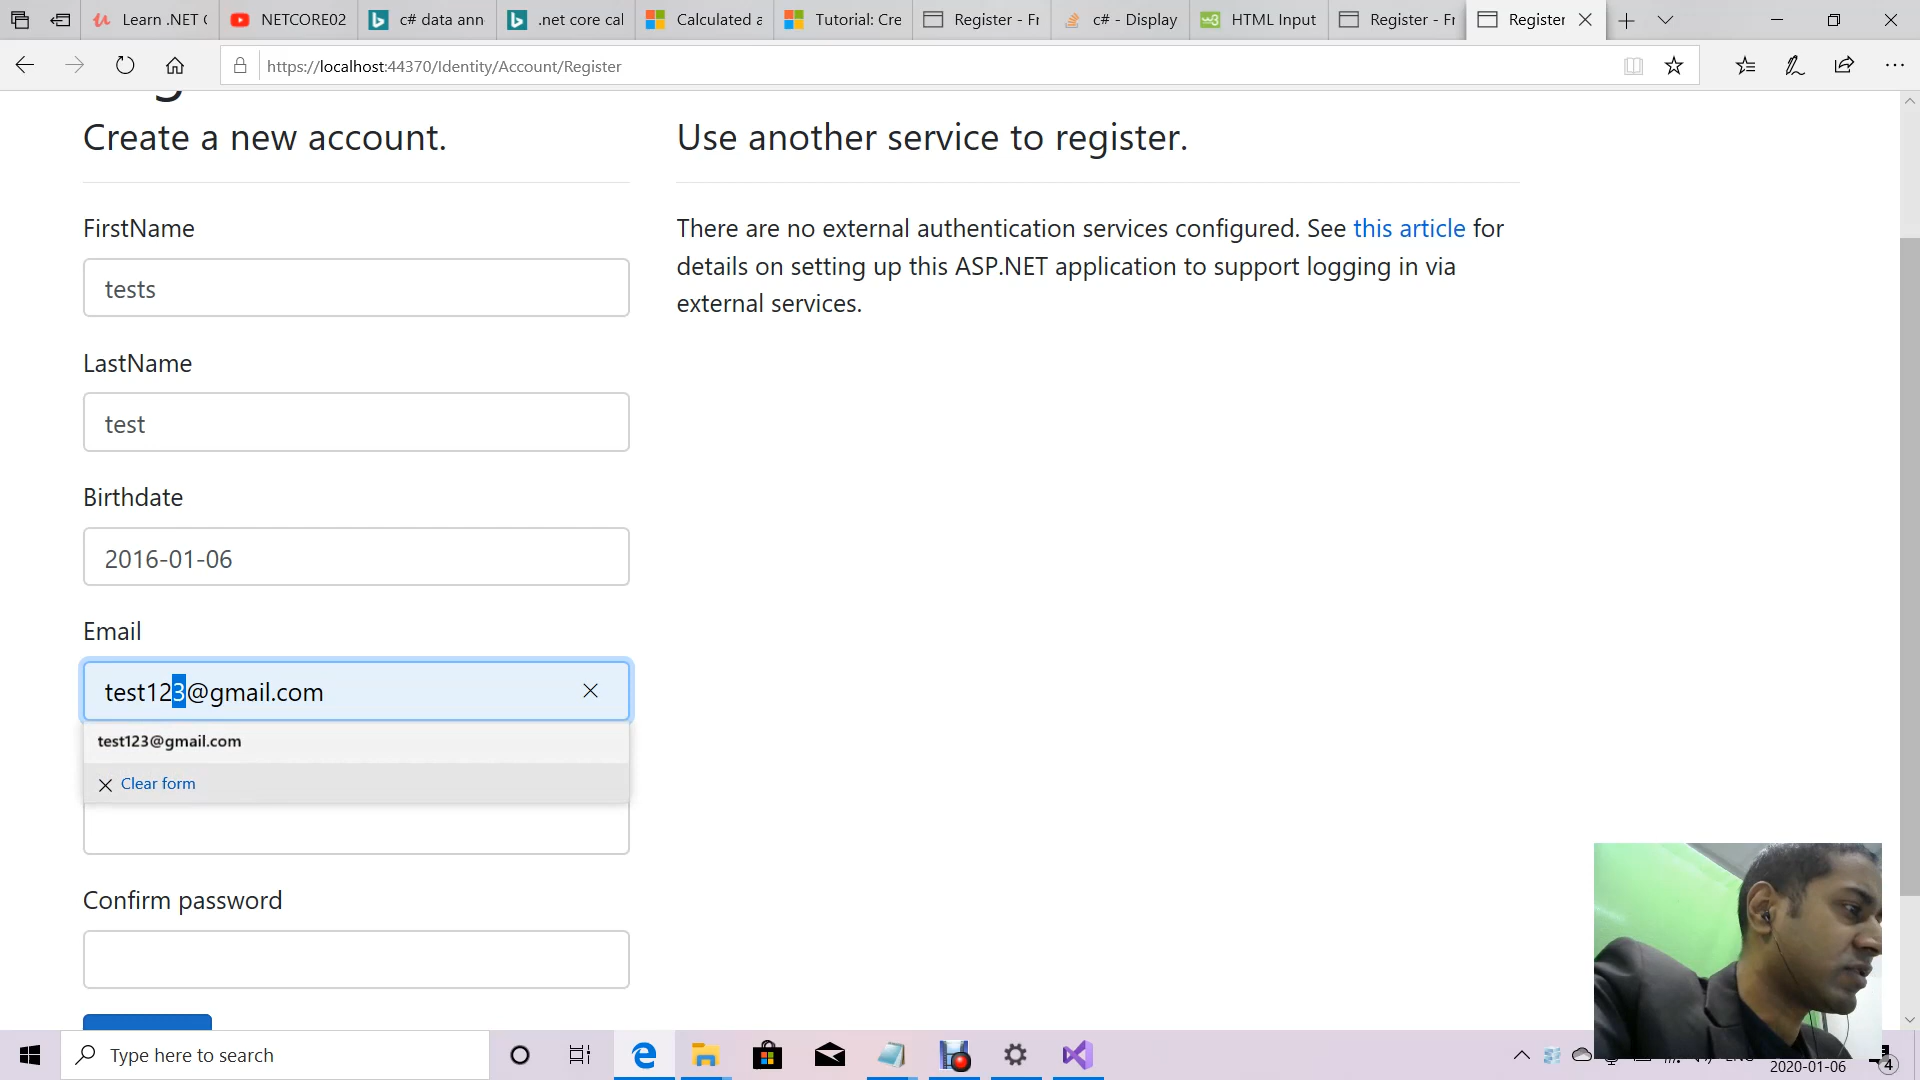 Learn .NET C
NETCORE02
c# data ann
.net core cal
Calculated a
Tutorial: Cre
Register - Fr
c# - Display
HTML Input
Register - Fr
Register
https://localhost:44370/Identity/Account/Register
Create a new account.
FirstName
tests
LastName
test
Birthdate
2016-01-06
Email
test123@gmail.com
test123@gmail.com
Clear form
Confirm password
Use another service to register.
There are no external authentication services configured. See this article for
details on setting up this ASP.NET application to support logging in via
external services.
Type here to search
2020-01-06
4